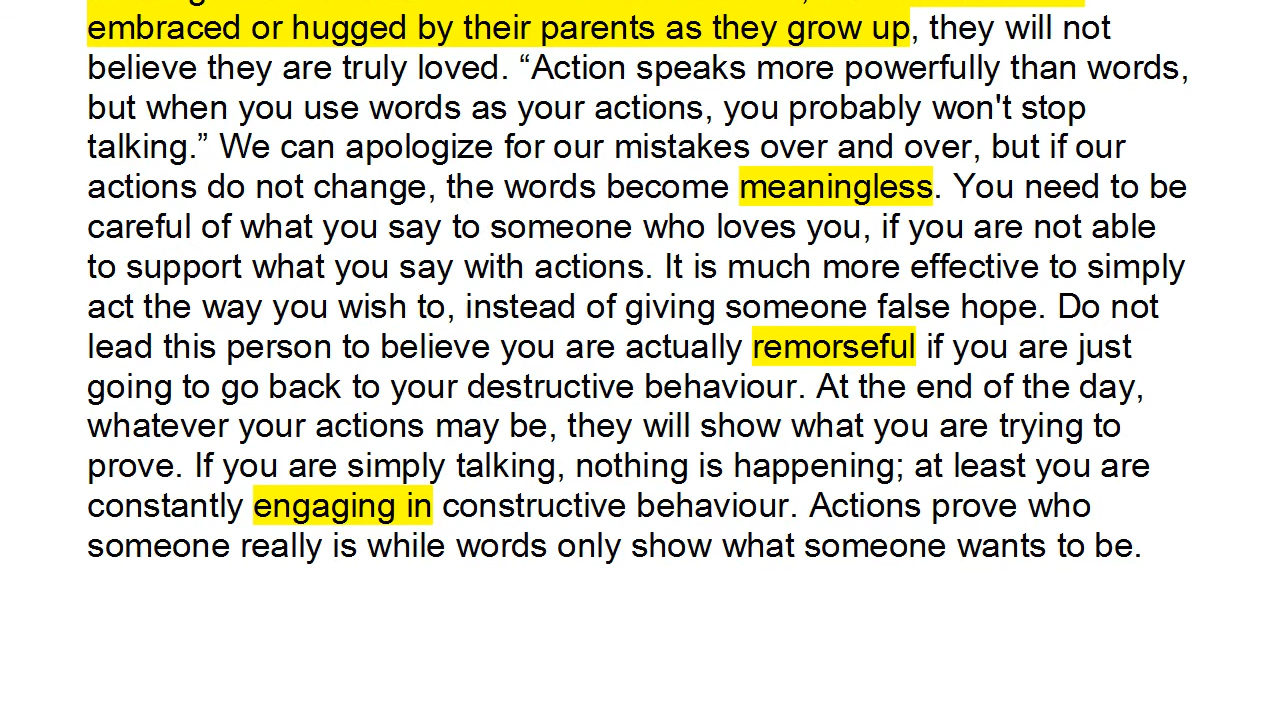 embraced or hugged by their parents as they grow up, they will not
believe they are truly loved. “Action speaks more powerfully than words,
but when you use words as your actions, you probably won't stop
talking.” We can apologize for our mistakes over and over, but if our
actions do not change, the words become meaningless. You need to be
careful of what you say to someone who loves you, if you are not able
to support what you say with actions. It is much more effective to simply
act the way you wish to, instead of giving someone false hope. Do not
lead this person to believe you are actually remorseful if you are just
going to go back to your destructive behaviour. At the end of the day,
whatever your actions may be, they will show what you are trying to
prove. If you are simply talking, nothing is happening; at least you are
constantly engaging in constructive behaviour. Actions prove who
someone really is while words only show what someone wants to be.